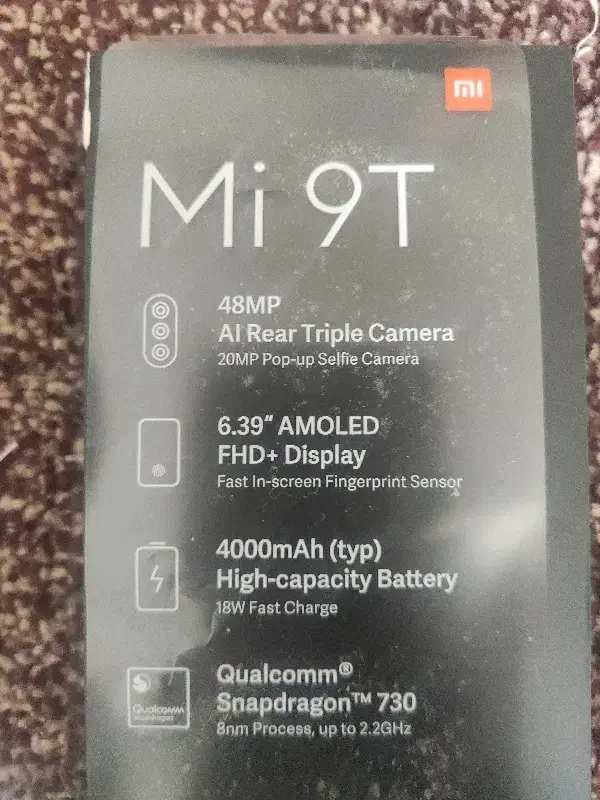 mi
Mi 9T
48MP
AI Rear Triple Camera
20MP Pop-up Selfie Camera
6.39" AMOLED
FHD+ Display
Fast In-screen Fingerprint Sensor
4000mAh (typ)
High-capacity Battery
18W Fast Charge
Qualcomm®
Snapdragon™ 730
8nm Process, up to 2.2GHz
Qualcomm
snapdragon